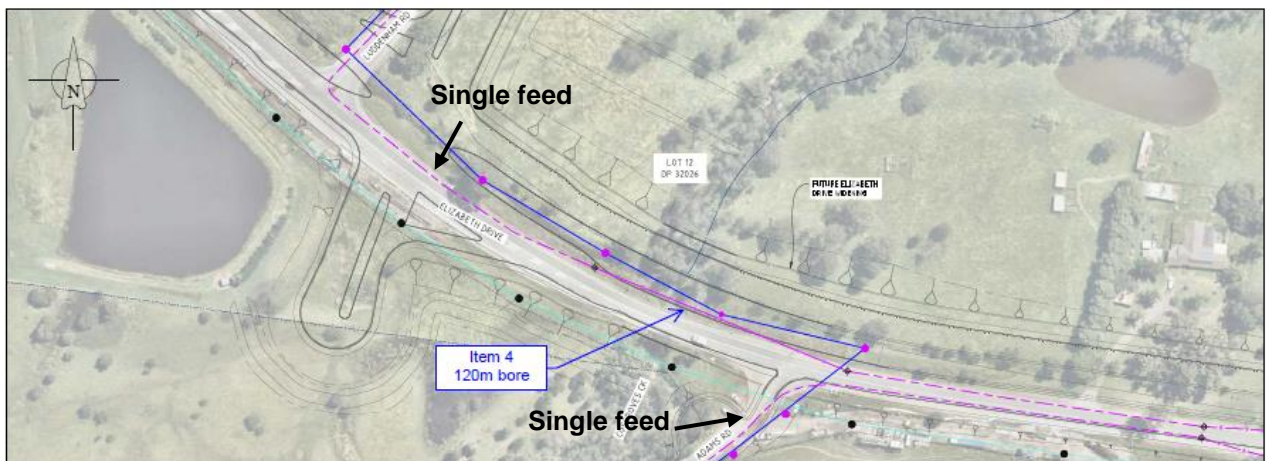 LUDDENHAM RD
N
Single feed
LOT 12
DP 32026
FUTURE ELIZABETH
DRIVE WIDENING
ELIZABETH DRIVE
Item 4
120m bore
Single feed
ADAMS RD